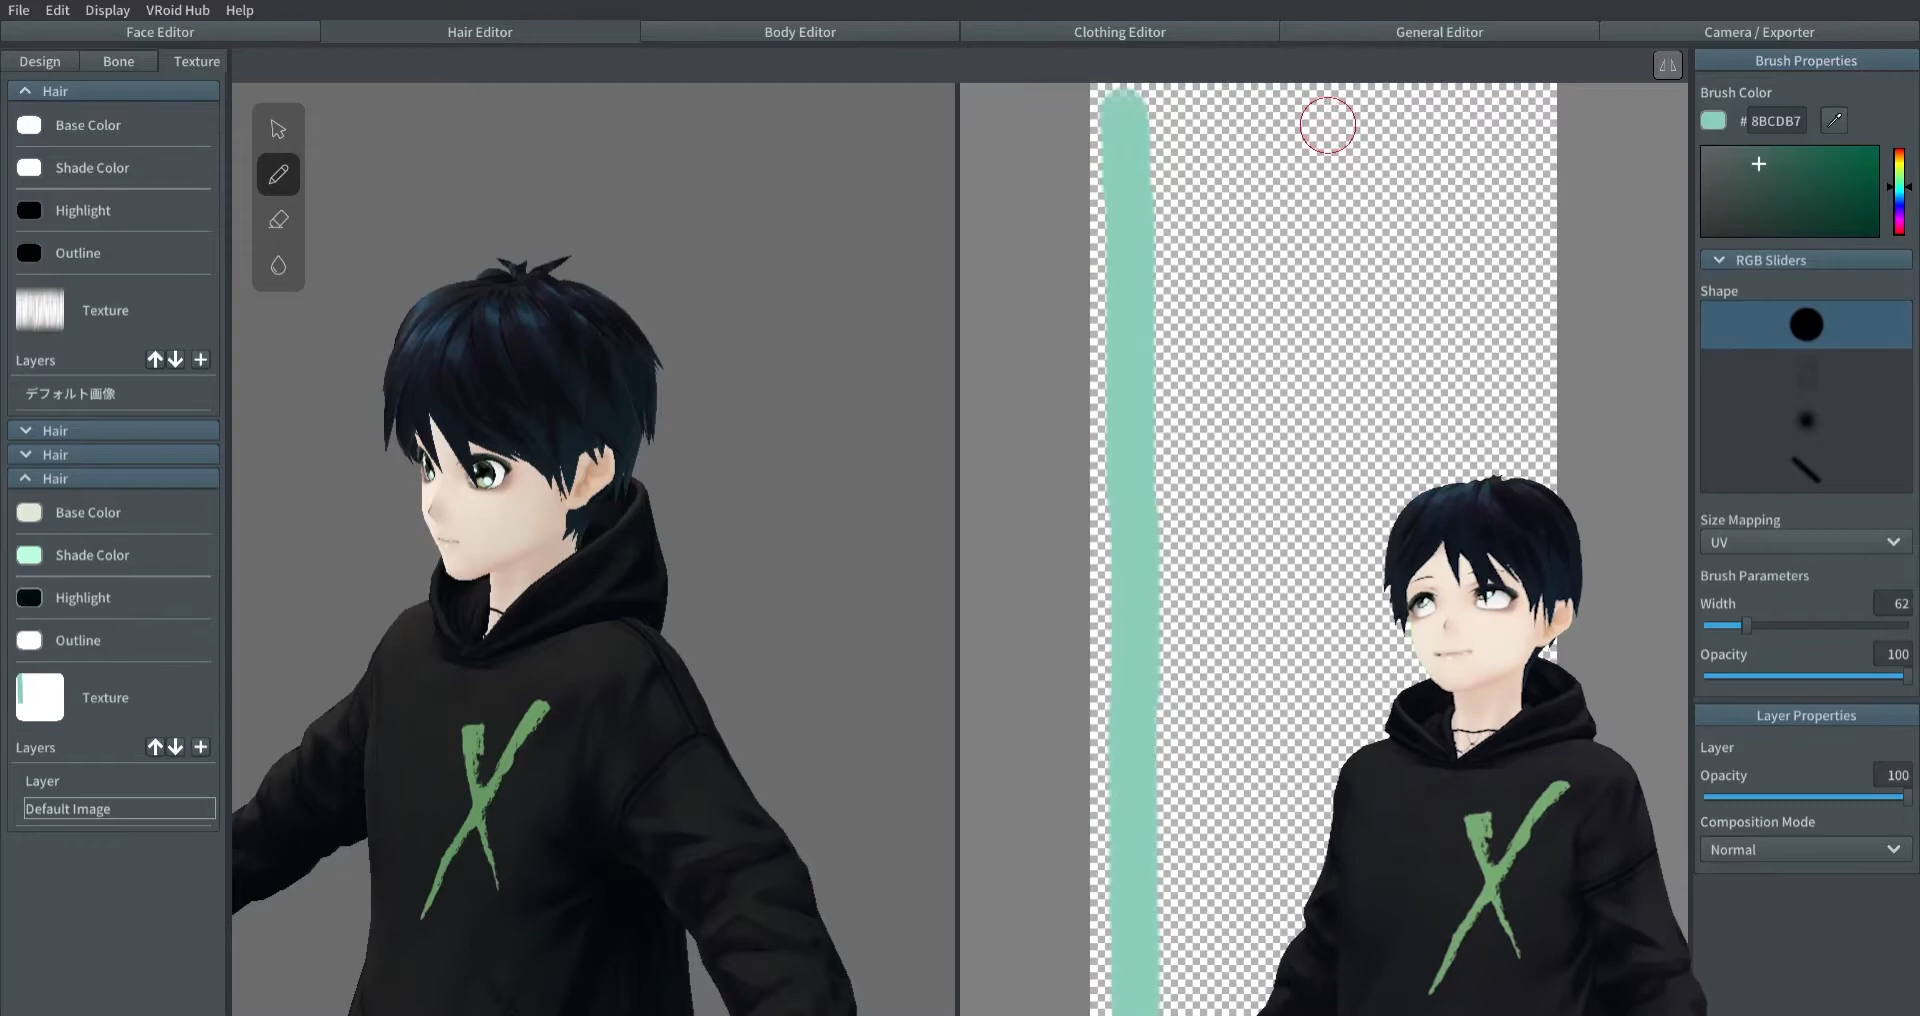 File Edit Display VRoid Hub Help
Face Editor Hair Editor Body Editor Clothing Editor General Editor Camera / Exporter
Design Bone Texture
Hair
Base Color
Shade Color
Highlight
Outline
Texture
Layers
デフォルト画像
Hair
Hair
Hair
Base Color
Shade Color
Highlight
Outline
Texture
Layers
Layer
Default Image
X
X
Brush Properties
Brush Color
# 8BCDB7
RGB Sliders
Shape
Size Mapping
UV
Brush Parameters
Width 62
Opacity 100
Layer Properties
Layer
Opacity 100
Composition Mode
Normal